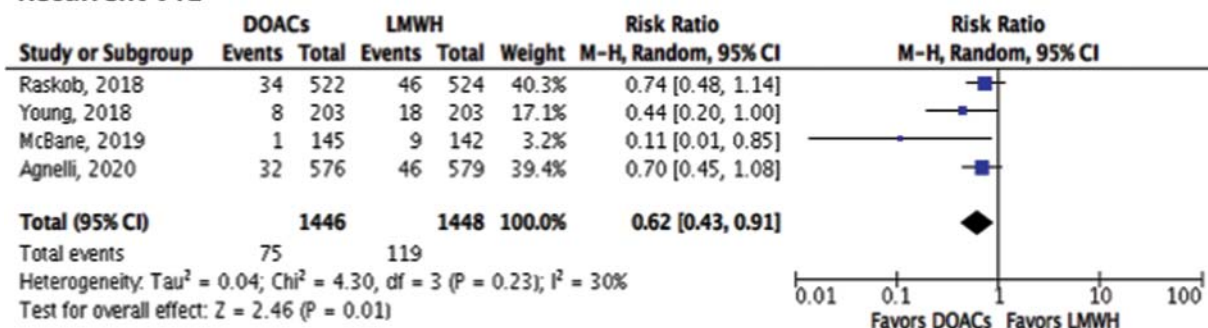 DOACs LMWH Risk Ratio Risk Ratio
Study or Subgroup Events Total Events Total Weight M-H, Random, 95% CI M-H, Random, 95% CI
Raskob, 2018 34 522 46 524 40.3% 0.74 [0.48, 1.14]
Young, 2018 8 203 18 203 17.1% 0.44 [0.20, 1.00]
McBane, 2019 1 145 9 142 3.2% 0.11 [0.01, 0.85]
Agnelli, 2020 32 576 46 579 39.4% 0.70 [0.45, 1.08]
Total (95% CI) 1446 1448 100.0% 0.62 [0.43, 0.91]
Total events 75 119
Heterogeneity: Tau² = 0.04; Chi² = 4.30, df = 3 (P = 0.23); I² = 30%
Test for overall effect: Z = 2.46 (P = 0.01)
0.01 0.1 1 10 100
Favors DOACs Favors LMWH